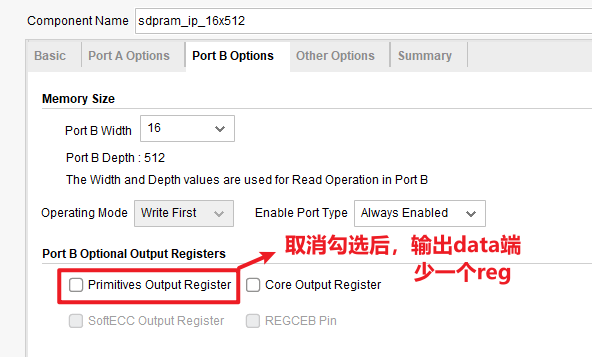 Component Name sdpram_ip_16x512
Basic Port A Options Port B Options Other Options Summary
Memory Size
Port B Width 16
Port B Depth : 512
The Width and Depth values are used for Read Operation in Port B
Operating Mode Write First Enable Port Type Always Enabled
Port B Optional Output Registers
取消勾选后，输出data端
少一个reg
Primitives Output Register Core Output Register
SoftECC Output Register REGCEB Pin